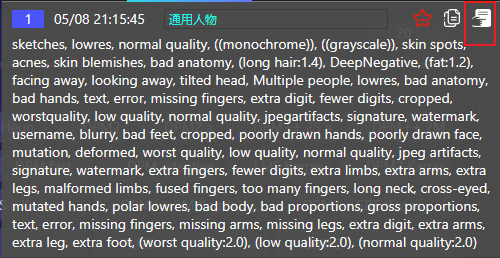 1 05/08 21:15:45 通用人物
sketches, lowres, normal quality, ((monochrome)), ((grayscale)), skin spots,
acnes, skin blemishes, bad anatomy, (long hair:1.4), DeepNegative, (fat:1.2),
facing away, looking away, tilted head, Multiple people, lowres, bad anatomy,
bad hands, text, error, missing fingers, extra digit, fewer digits, cropped,
worstquality, low quality, normal quality, jpegartifacts, signature, watermark,
username, blurry, bad feet, cropped, poorly drawn hands, poorly drawn face,
mutation, deformed, worst quality, low quality, normal quality, jpeg artifacts,
signature, watermark, extra fingers, fewer digits, extra limbs, extra arms, extra
legs, malformed limbs, fused fingers, too many fingers, long neck, cross-eyed,
mutated hands, polar lowres, bad body, bad proportions, gross proportions,
text, error, missing fingers, missing arms, missing legs, extra digit, extra arms,
extra leg, extra foot, (worst quality:2.0), (low quality:2.0), (normal quality:2.0)